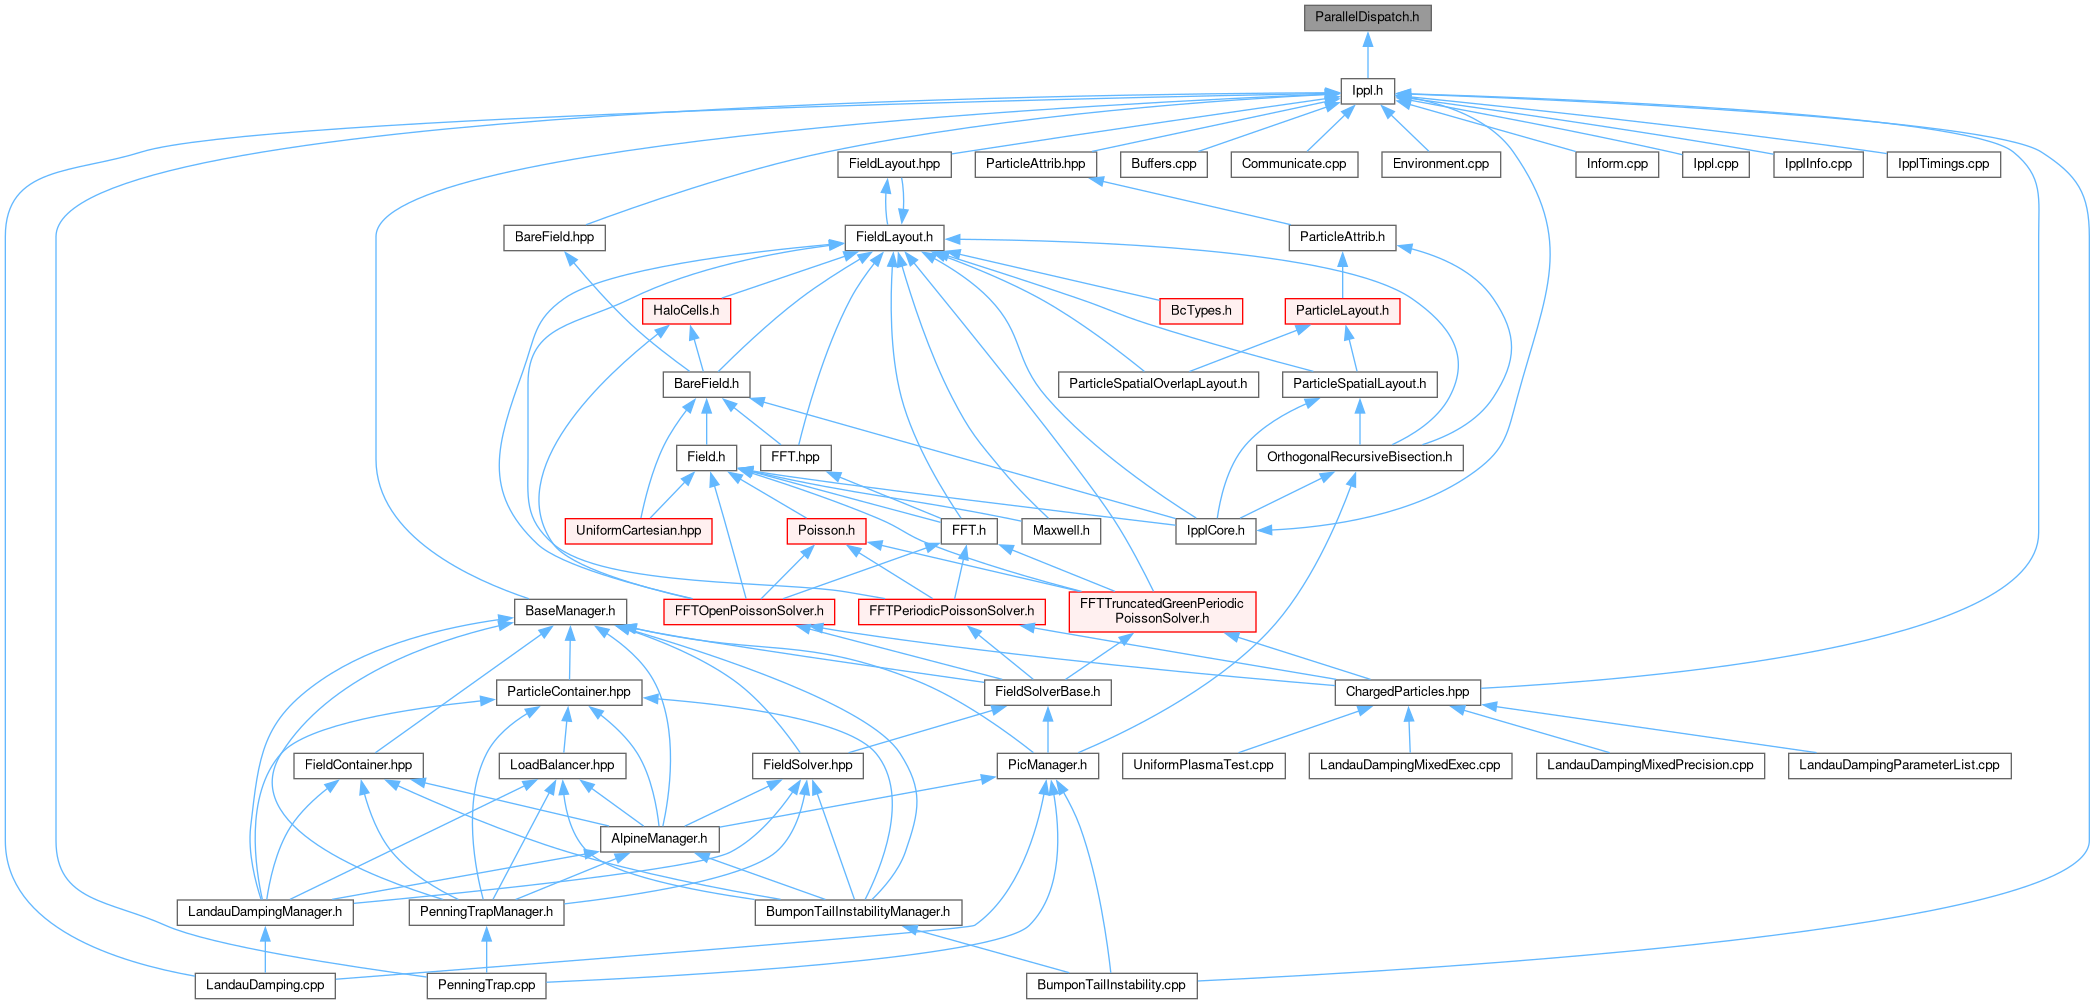 ParallelDispatch.h
Ippl.h
FieldLayout.hpp
ParticleAttrib.hpp
Buffers.cpp
Communicate.cpp
Environment.cpp
Inform.cpp
Ippl.cpp
IpplInfo.cpp
IpplTimings.cpp
BareField.hpp
FieldLayout.h
ParticleAttrib.h
HaloCells.h
BcTypes.h
ParticleLayout.h
BareField.h
ParticleSpatialOverlapLayout.h
ParticleSpatialLayout.h
Field.h
FFT.hpp
OrthogonalRecursiveBisection.h
UniformCartesian.hpp
Poisson.h
FFT.h
Maxwell.h
IpplCore.h
BaseManager.h
FFTOpenPoissonSolver.h
FFTPeriodicPoissonSolver.h
FFTTruncatedGreenPeriodic
PoissonSolver.h
ParticleContainer.hpp
FieldSolverBase.h
ChargedParticles.hpp
FieldContainer.hpp
LoadBalancer.hpp
FieldSolver.hpp
PicManager.h
UniformPlasmaTest.cpp
LandauDampingMixedExec.cpp
LandauDampingMixedPrecision.cpp
LandauDampingParameterList.cpp
AlpineManager.h
LandauDampingManager.h
PenningTrapManager.h
BumponTailInstabilityManager.h
LandauDamping.cpp
PenningTrap.cpp
BumponTailInstability.cpp